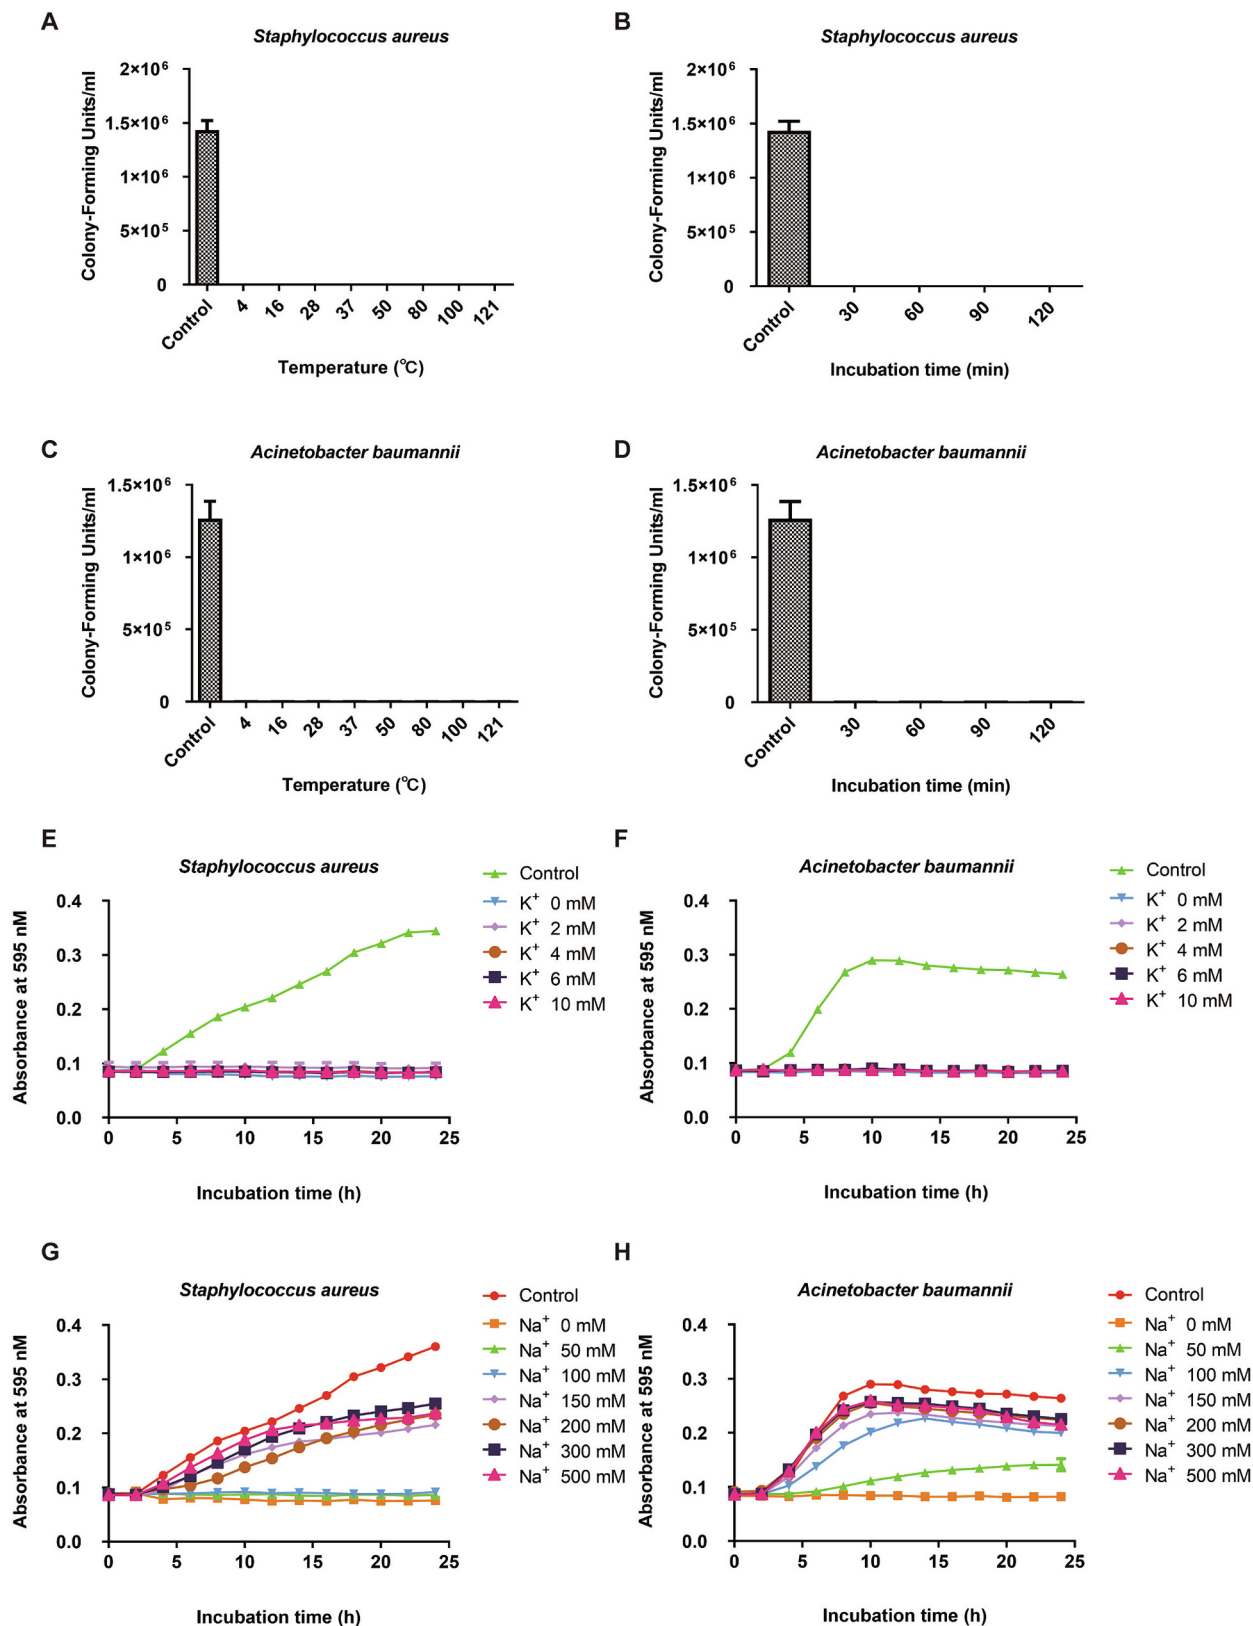 A
Staphylococcus aureus
Colony-Forming Units/ml
2×10⁶
1.5×10⁶
1×10⁶
5×10⁵
0
Control
4
16
28
37
50
80
100
121
Temperature (°C)
B
Staphylococcus aureus
Colony-Forming Units/ml
2×10⁶
1.5×10⁶
1×10⁶
5×10⁵
0
Control
30
60
90
120
Incubation time (min)
C
Acinetobacter baumannii
Colony-Forming Units/ml
1.5×10⁶
1×10⁶
5×10⁵
0
Control
4
16
28
37
50
80
100
121
Temperature (°C)
D
Acinetobacter baumannii
Colony-Forming Units/ml
1.5×10⁶
1×10⁶
5×10⁵
0
Control
30
60
90
120
Incubation time (min)
E
Staphylococcus aureus
Absorbance at 595 nM
0.4
0.3
0.2
0.1
0.0
0 5 10 15 20 25
Incubation time (h)
Control
K⁺ 0 mM
K⁺ 2 mM
K⁺ 4 mM
K⁺ 6 mM
K⁺ 10 mM
F
Acinetobacter baumannii
Absorbance at 595 nM
0.4
0.3
0.2
0.1
0.0
0 5 10 15 20 25
Incubation time (h)
Control
K⁺ 0 mM
K⁺ 2 mM
K⁺ 4 mM
K⁺ 6 mM
K⁺ 10 mM
G
Staphylococcus aureus
Absorbance at 595 nM
0.4
0.3
0.2
0.1
0.0
0 5 10 15 20 25
Incubation time (h)
Control
Na⁺ 0 mM
Na⁺ 50 mM
Na⁺ 100 mM
Na⁺ 150 mM
Na⁺ 200 mM
Na⁺ 300 mM
Na⁺ 500 mM
H
Acinetobacter baumannii
Absorbance at 595 nM
0.4
0.3
0.2
0.1
0.0
0 5 10 15 20 25
Incubation time (h)
Control
Na⁺ 0 mM
Na⁺ 50 mM
Na⁺ 100 mM
Na⁺ 150 mM
Na⁺ 200 mM
Na⁺ 300 mM
Na⁺ 500 mM